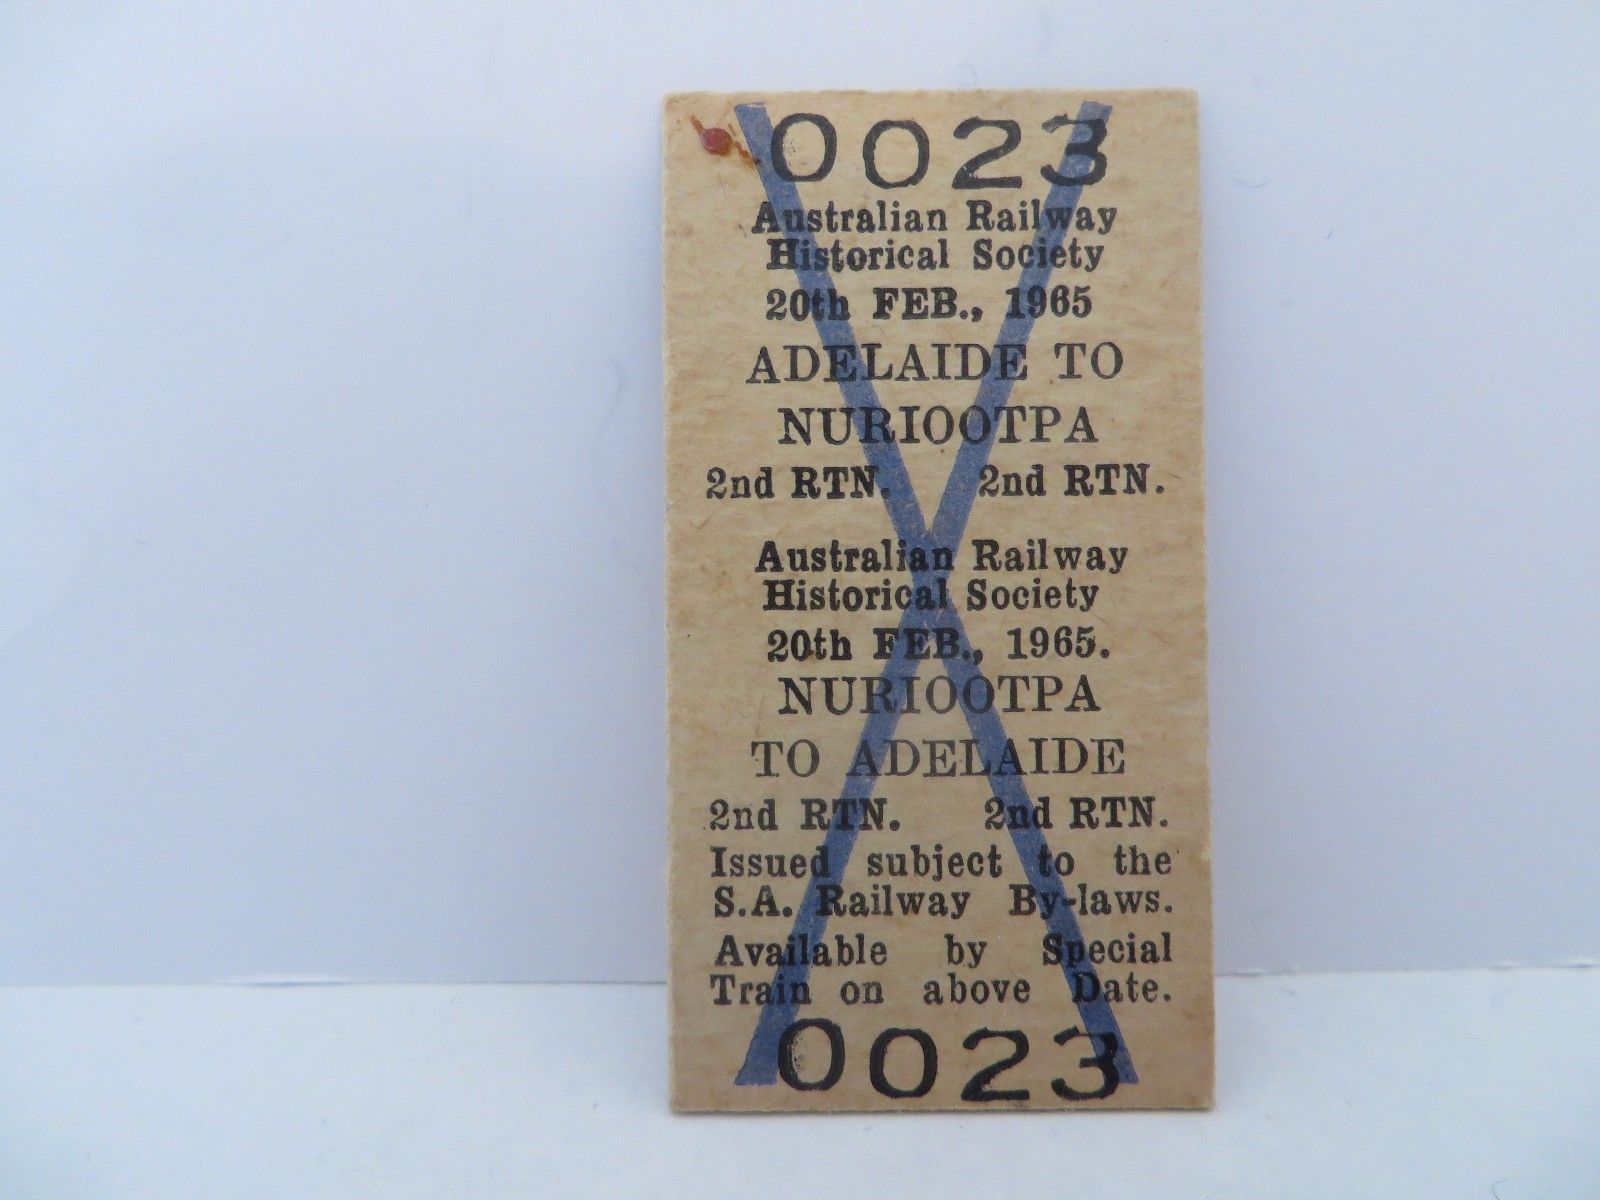 0023
Australian Railway
Historical Society
20th FEB., 1965
ADELAIDE TO
NURIOOTPA
2nd RTN. 2nd RTN.
Australian Railway
Historical Society
20th FEB., 1965.
NURIOOTPA
TO ADELAIDE
2nd RTN. 2nd RTN.
Issued subject to the
S.A. Railway By-laws.
Available by Special
Train on above Date.
0023